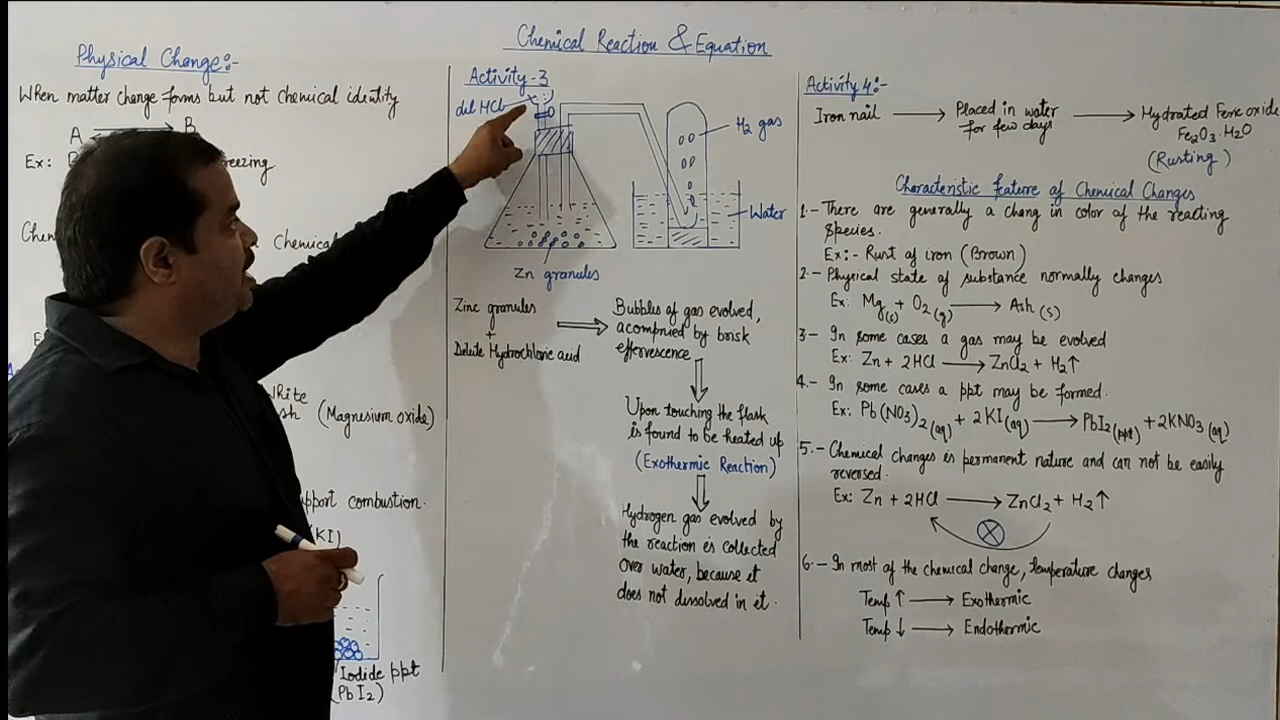 Chemical Reaction & Equation
Physical Change:-
When matter change forms but not Chemical identity
A B
Ex:
freezing
Chem
Chemical
White
(Magnesium oxide)
support combustion.
(KI)
Iodide ppt
(PbI2)
Activity-3
dil HCl
H2 gas
Water
Zn granules
Zinc granules
+
Delute Hydrochloric acid
Bubbles of gas evolved,
acompnied by brisk
effervescence
Upon touching the flask
is found to be heated up
(Exothermic Reaction)
Hydrogen gas evolved by
the reaction is collected
over water, because it
does not dissolved in it.
Activity 4:-
Iron nail → Placed in water → Hydrated Ferric oxide
For few days Fe2O3.H2O
(Rusting)
Characteristic feature of Chemical Changes
1.- There are generally a chang in color of the reacting
Species.
Ex:- Rust of iron (Brown)
2.- Physical state of substance normally changes
Ex: Mg(s) + O2(g) → Ash(s)
3- In some cases a gas may be evolved
Ex: Zn + 2HCl → ZnCl2 + H2↑
4.- In some cases a ppt may be formed.
Ex: Pb(NO3)2(aq) + 2KI(aq) → PbI2(ppt) + 2KNO3(aq)
5.- Chemical changes is permanent nature and can not be easily
reversed.
Ex: Zn + 2HCl → ZnCl2 + H2↑
6.- In most of the chemical change, temperature changes
Temp ↑ → Exothermic
Temp ↓ → Endothermic